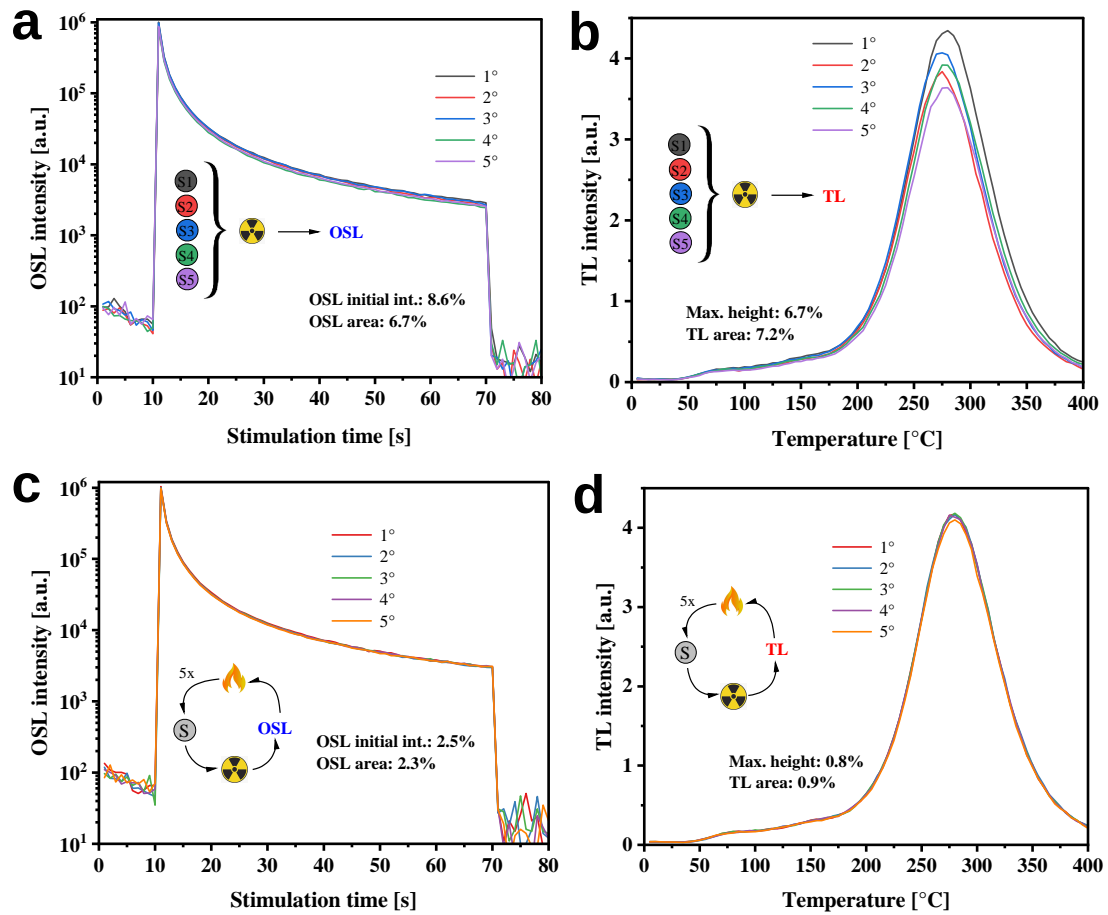 a
OSL intensity [a.u.]
10⁶
10⁵
10⁴
10³
10²
10¹
1°
2°
3°
4°
5°
S1
S2
S3
S4
S5
OSL
OSL initial int.: 8.6%
OSL area: 6.7%
0 10 20 30 40 50 60 70 80
Stimulation time [s]
b
TL intensity [a.u.]
4
3
2
1
0
1°
2°
3°
4°
5°
S1
S2
S3
S4
S5
TL
Max. height: 6.7%
TL area: 7.2%
0 50 100 150 200 250 300 350 400
Temperature [°C]
c
OSL intensity [a.u.]
10⁶
10⁵
10⁴
10³
10²
10¹
1°
2°
3°
4°
5°
5x
S
OSL
OSL initial int.: 2.5%
OSL area: 2.3%
0 10 20 30 40 50 60 70 80
Stimulation time [s]
d
TL intensity [a.u.]
4
3
2
1
0
1°
2°
3°
4°
5°
5x
S
TL
Max. height: 0.8%
TL area: 0.9%
0 50 100 150 200 250 300 350 400
Temperature [°C]